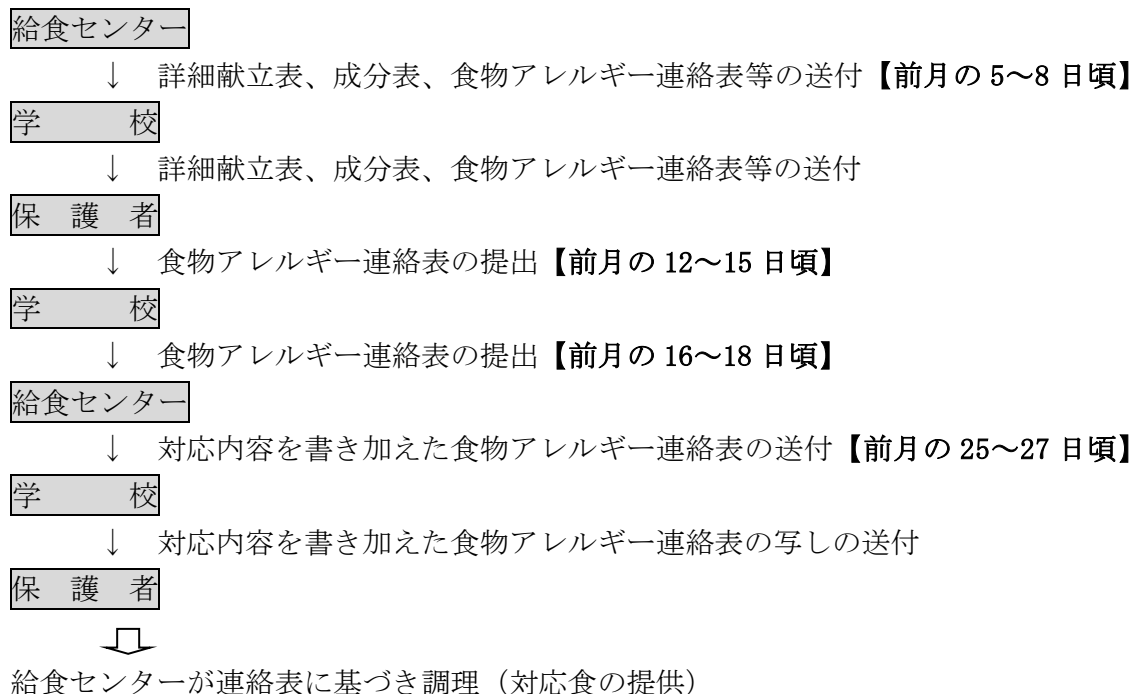 給食センター
↓ 詳細献立表、成分表、食物アレルギー連絡表等の送付【前月の 5～8 日頃】
学 校
↓ 詳細献立表、成分表、食物アレルギー連絡表等の送付
保 護 者
↓ 食物アレルギー連絡表の提出【前月の 12～15 日頃】
学 校
↓ 食物アレルギー連絡表の提出【前月の 16～18 日頃】
給食センター
↓ 対応内容を書き加えた食物アレルギー連絡表の送付【前月の 25～27 日頃】
学 校
↓ 対応内容を書き加えた食物アレルギー連絡表の写しの送付
保 護 者
給食センターが連絡表に基づき調理（対応食の提供）